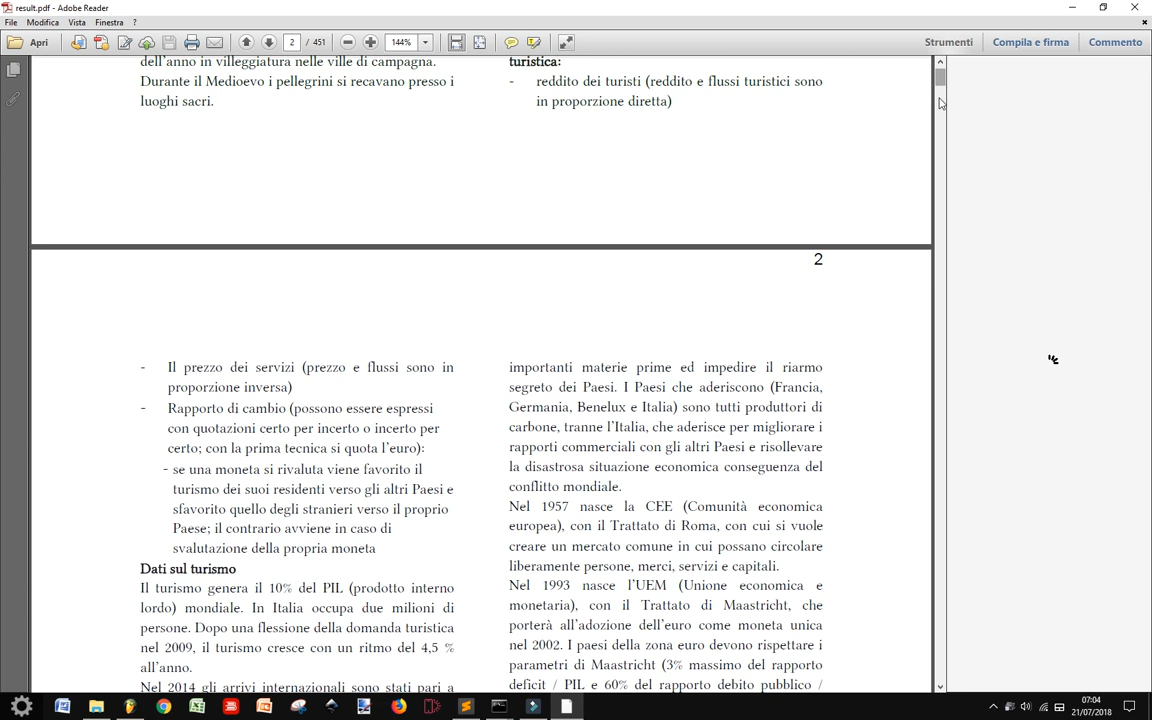 result.pdf - Adobe Reader
File Modifica Vista Finestra ?
Apri 2 / 451 144% Strumenti Compila e firma Commento
dell'anno in villeggiatura nelle ville di campagna.
Durante il Medioevo i pellegrini si recavano presso i
luoghi sacri.
turistica:
- reddito dei turisti (reddito e flussi turistici sono
in proporzione diretta)
2
- Il prezzo dei servizi (prezzo e flussi sono in
proporzione inversa)
- Rapporto di cambio (possono essere espressi
con quotazioni certo per incerto o incerto per
certo; con la prima tecnica si quota l'euro):
- se una moneta si rivaluta viene favorito il
turismo dei suoi residenti verso gli altri Paesi e
sfavorito quello degli stranieri verso il proprio
Paese; il contrario avviene in caso di
svalutazione della propria moneta
Dati sul turismo
Il turismo genera il 10% del PIL (prodotto interno
lordo) mondiale. In Italia occupa due milioni di
persone. Dopo una flessione della domanda turistica
nel 2009, il turismo cresce con un ritmo del 4,5 %
all'anno.
Nel 2014 gli arrivi internazionali sono stati pari a
importanti materie prime ed impedire il riarmo
segreto dei Paesi. I Paesi che aderiscono (Francia,
Germania, Benelux e Italia) sono tutti produttori di
carbone, tranne l'Italia, che aderisce per migliorare i
rapporti commerciali con gli altri Paesi e risollevare
la disastrosa situazione economica conseguenza del
conflitto mondiale.
Nel 1957 nasce la CEE (Comunità economica
europea), con il Trattato di Roma, con cui si vuole
creare un mercato comune in cui possano circolare
liberamente persone, merci, servizi e capitali.
Nel 1993 nasce l'UEM (Unione economica e
monetaria), con il Trattato di Maastricht, che
porterà all'adozione dell'euro come moneta unica
nel 2002. I paesi della zona euro devono rispettare i
parametri di Maastricht (3% massimo del rapporto
deficit / PIL e 60% del rapporto debito pubblico /
07:04
21/07/2018